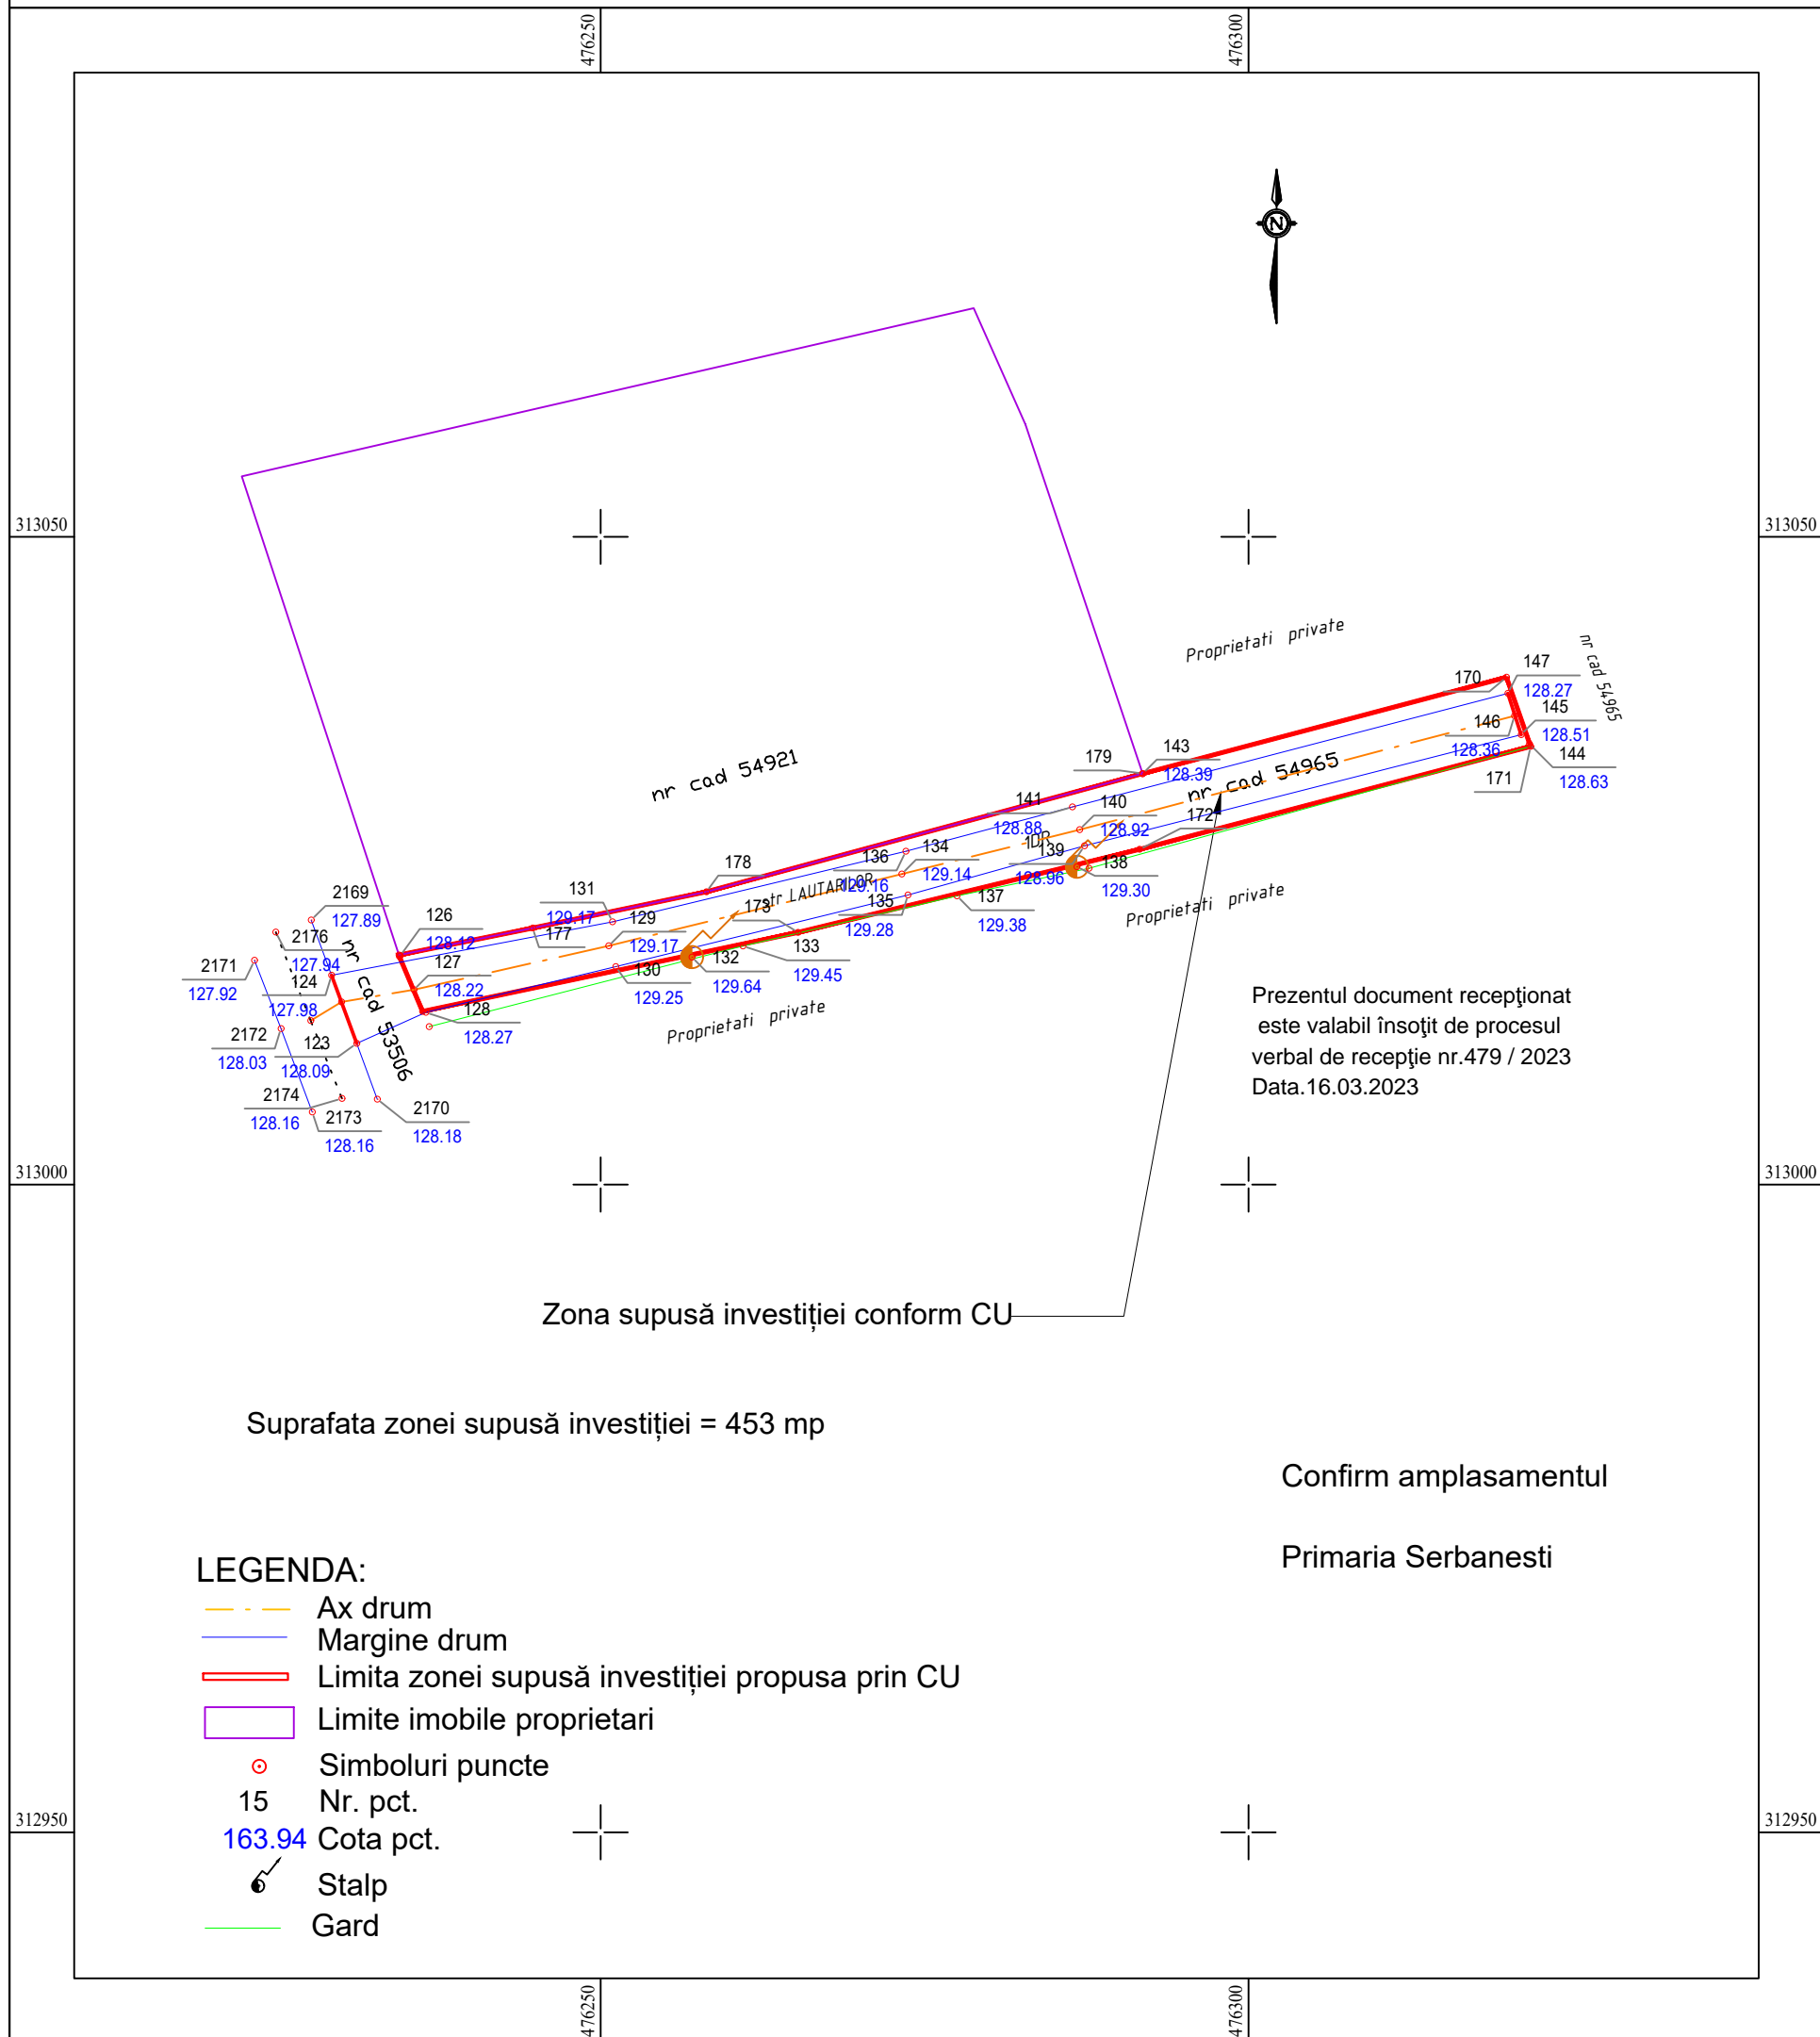 476250
476300
N
313050
313050
Proprietati private
nr cad 54965
170
147
128.27
145
128.51
146
128.36
144
128.63
171
179
143
128.39
nr cad 54965
nr cad 54921
141
128.88
140
128.92
172
139
128.96
138
129.30
136
129.16
134
129.14
178
str LAUTARILOR
173
135
129.28
137
129.38
Proprietati private
131
129.17
129
129.17
133
129.45
2169
127.89
126
128.12
177
2176
127.94
nr cad 53506
2171
127.92
124
127.98
127
128.22
130
129.25
132
129.64
Proprietati private
128
128.27
2172
128.03
123
128.09
2174
128.16
2173
128.16
2170
128.18
Prezentul document recepţionat
este valabil însoţit de procesul
verbal de recepţie nr.479 / 2023
Data.16.03.2023
313000
313000
Zona supusă investiției conform CU
Suprafata zonei supusă investiției = 453 mp
Confirm amplasamentul
Primaria Serbanesti
LEGENDA:
Ax drum
Margine drum
Limita zonei supusă investiției propusa prin CU
Limite imobile proprietari
Simboluri puncte
15 Nr. pct.
163.94 Cota pct.
Stalp
Gard
312950
312950
476250
476300